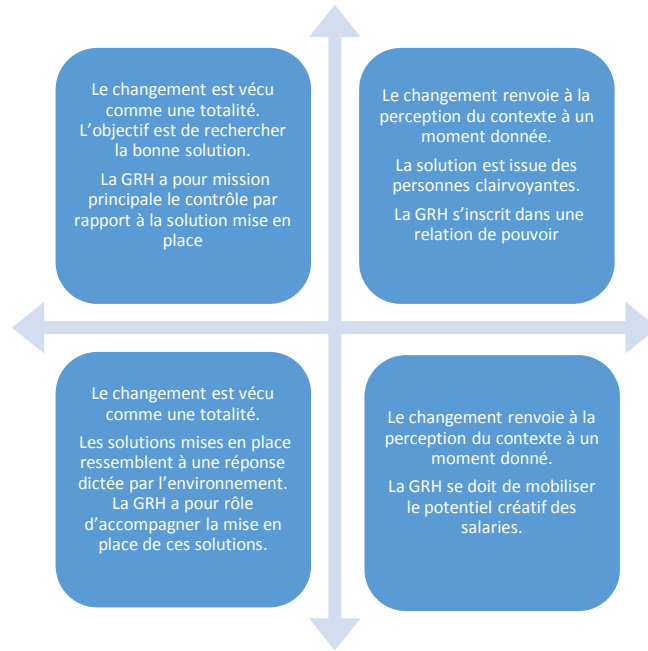 Le changement est vécu
comme une totalité.
L'objectif est de rechercher
la bonne solution.
La GRH a pour mission
principale le contrôle par
rapport à la solution mise en
place
Le changement renvoie à la
perception du contexte à un
moment donnée.
La solution est issue des
personnes clairvoyantes.
La GRH s'inscrit dans une
relation de pouvoir
Le changement est vécu
comme une totalité.
Les solutions mises en place
ressemblent à une réponse
dictée par l'environnement.
La GRH a pour rôle
d'accompagner la mise en
place de ces solutions.
Le changement renvoie à la
perception du contexte à un
moment donné.
La GRH se doit de mobiliser
le potentiel créatif des
salaries.